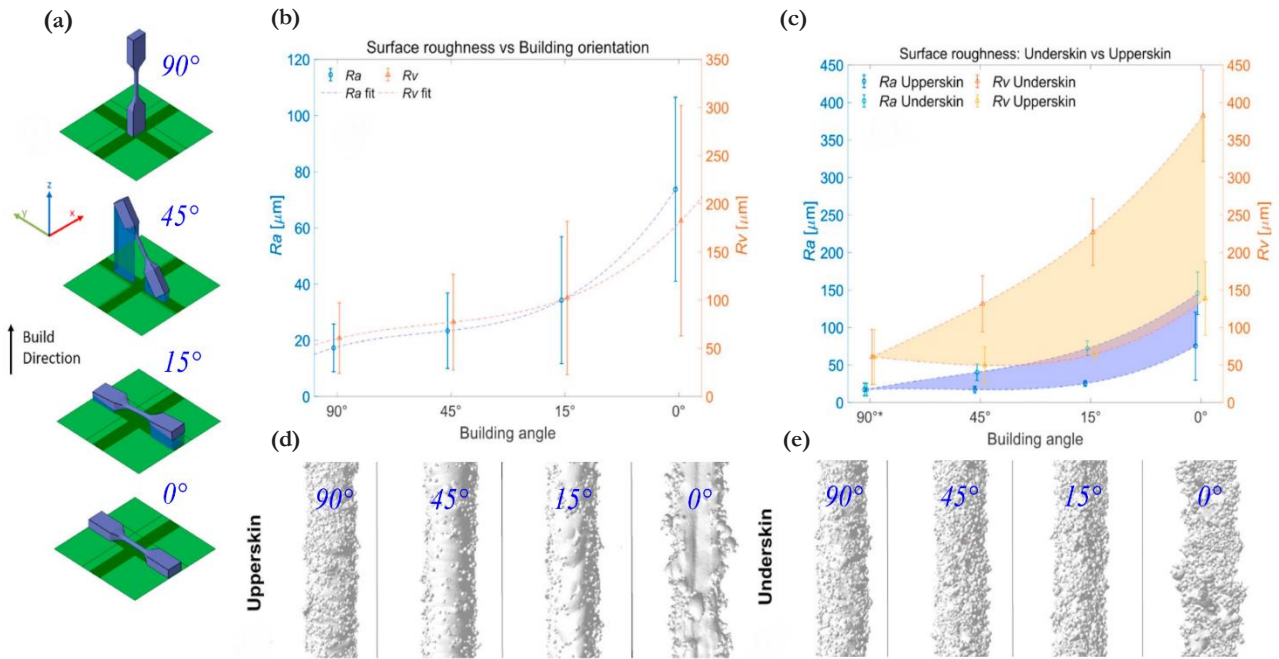 (a)
90°
45°
z
y
x
Build
Direction
15°
0°
(b)
Surface roughness vs Building orientation
Ra
Rv
Ra fit
Rv fit
120
100
80
60
40
20
0
Ra [μm]
350
300
250
200
150
100
50
0
Rv [μm]
90°
45°
15°
0°
Building angle
(c)
Surface roughness: Underskin vs Upperskin
Ra Upperskin
Rv Underskin
Ra Underskin
Rv Upperskin
450
400
350
300
250
200
150
100
50
0
Ra [μm]
450
400
350
300
250
200
150
100
50
0
Rv [μm]
90°*
45°
15°
0°
Building angle
(d)
Upperskin
90°
45°
15°
0°
(e)
Underskin
90°
45°
15°
0°